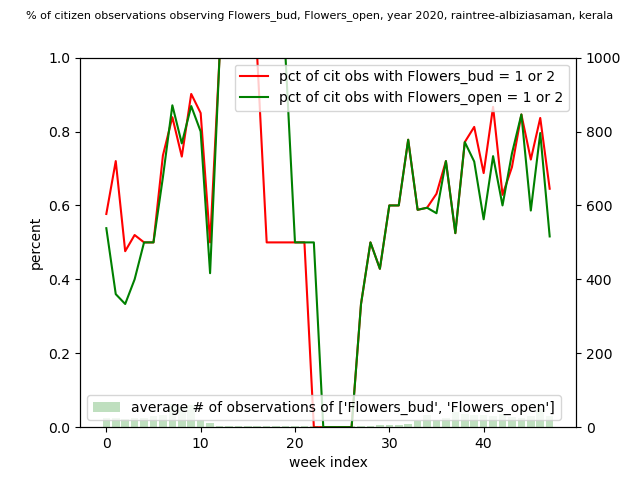 % of citizen observations observing Flowers_bud, Flowers_open, year 2020, raintree-albiziasaman, kerala
pct of cit obs with Flowers_bud = 1 or 2
pct of cit obs with Flowers_open = 1 or 2
average # of observations of ['Flowers_bud', 'Flowers_open']
percent
1.0
0.8
0.6
0.4
0.2
0.0
1000
800
600
400
200
0
0 10 20 30 40
week index